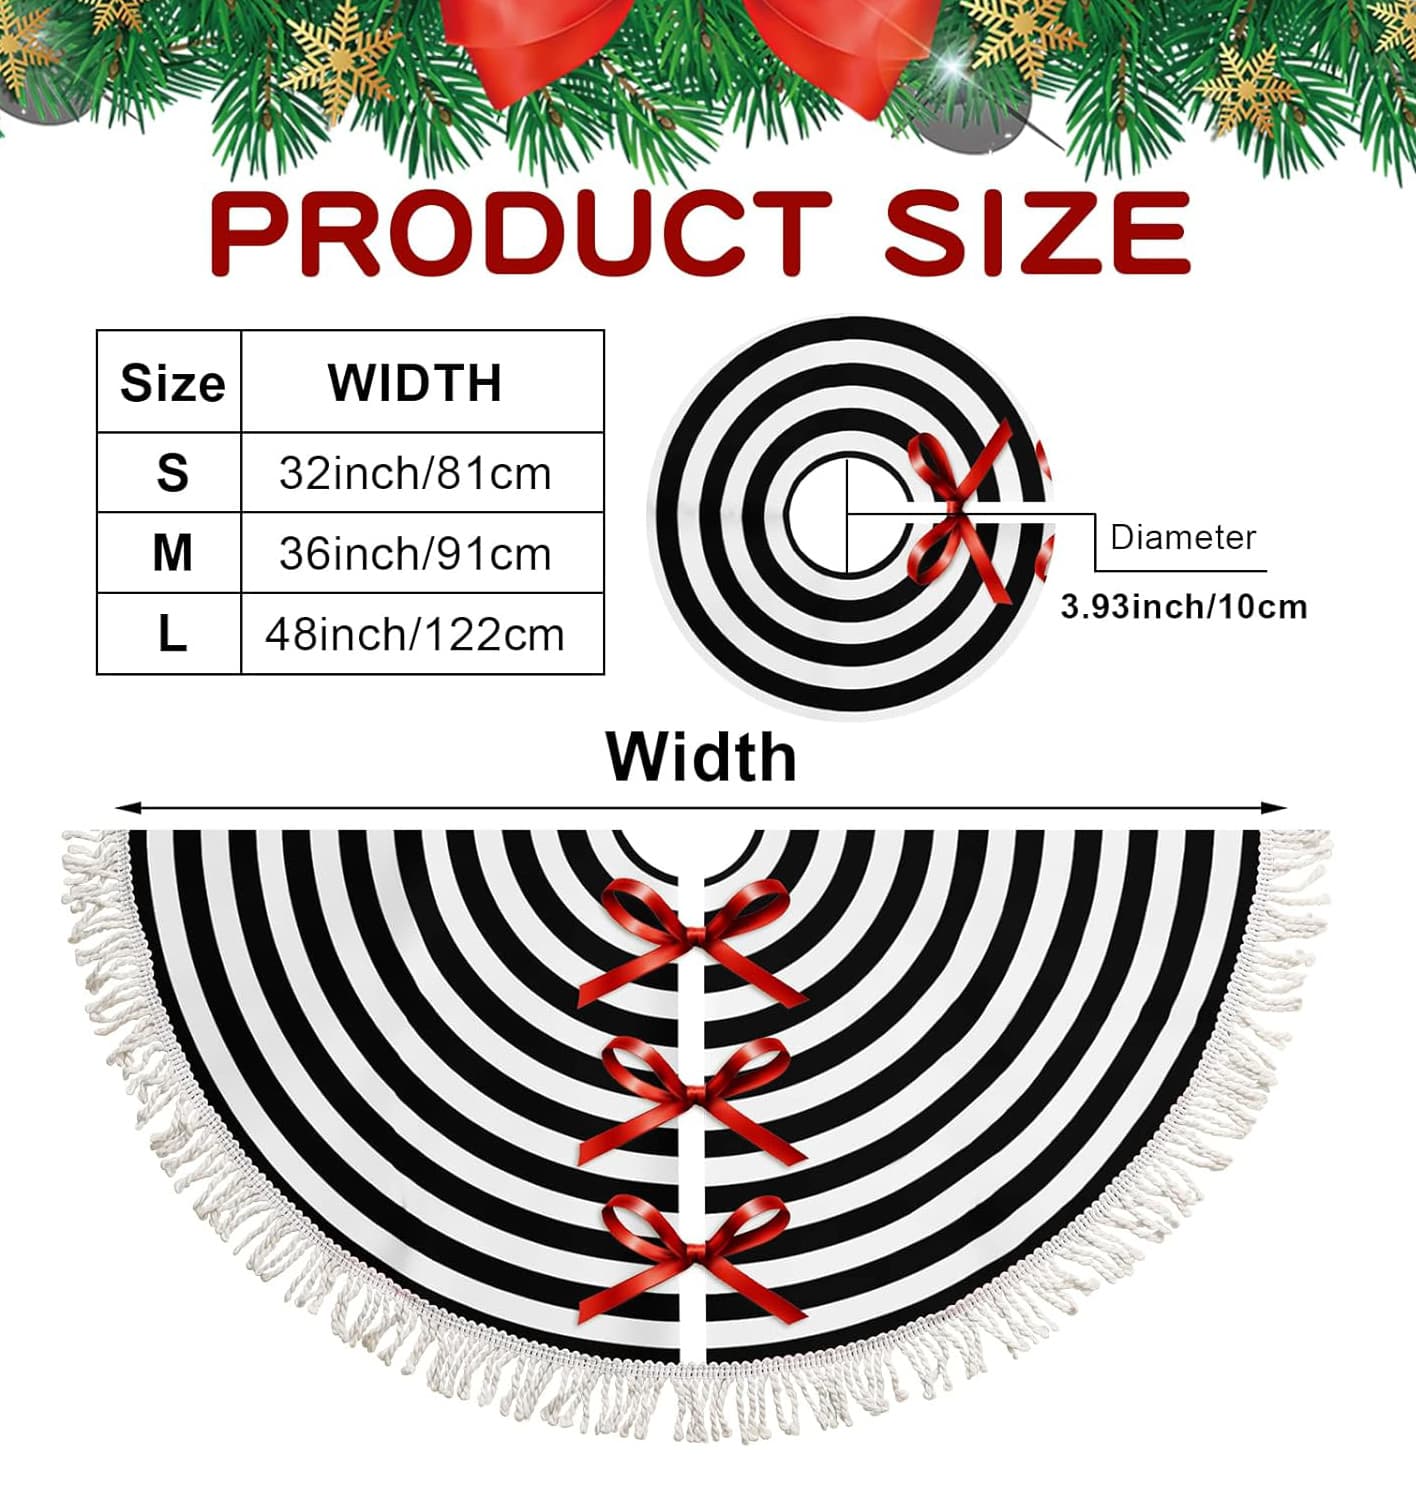 PRODUCT SIZE
Size WIDTH
S 32inch/81cm
M 36inch/91cm
L 48inch/122cm
Diameter
3.93inch/10cm
Width